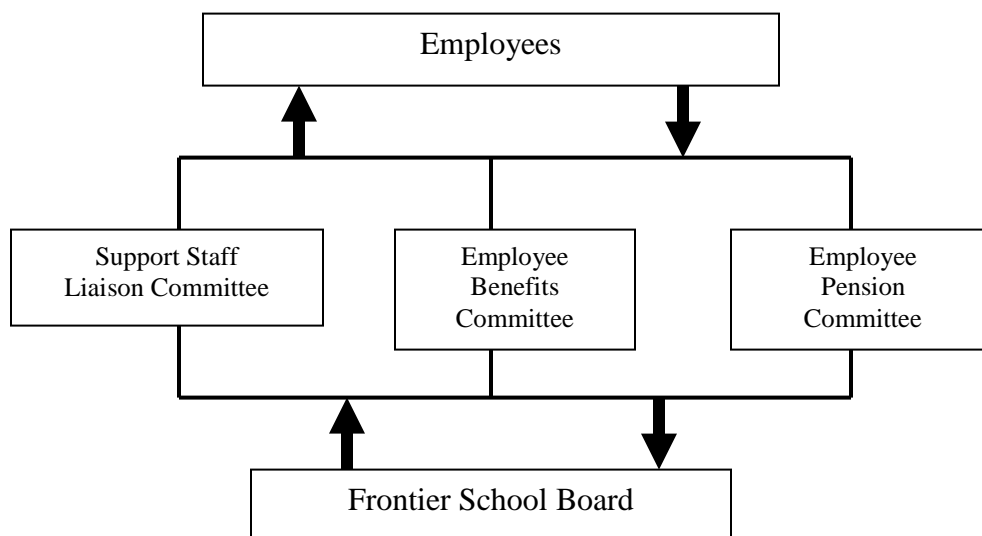 Employees
Support Staff
Liaison Committee
Employee
Benefits
Committee
Employee
Pension
Committee
Frontier School Board